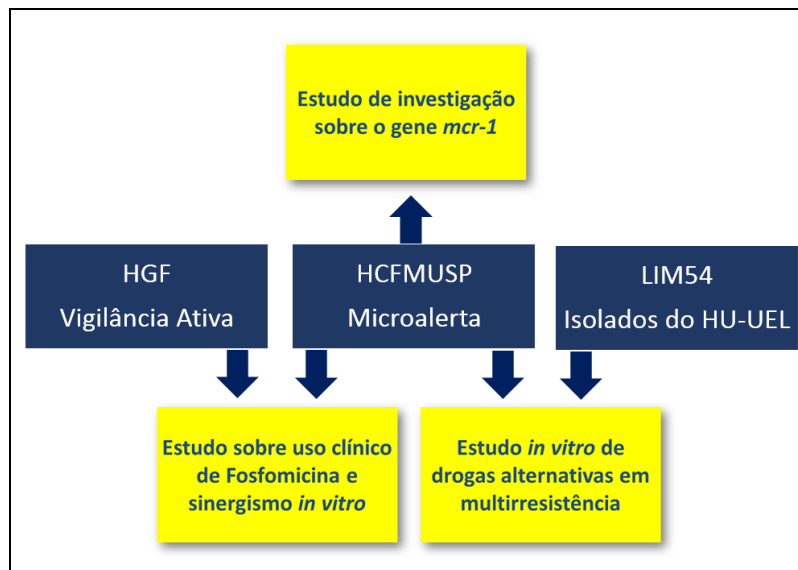 Estudo de investigação
sobre o gene mcr-1
HGF
Vigilância Ativa
HCFMUSP
Microalerta
LIM54
Isolados do HU-UEL
Estudo sobre uso clínico
de Fosfomicina e
sinergismo in vitro
Estudo in vitro de
drogas alternativas em
multirresistência